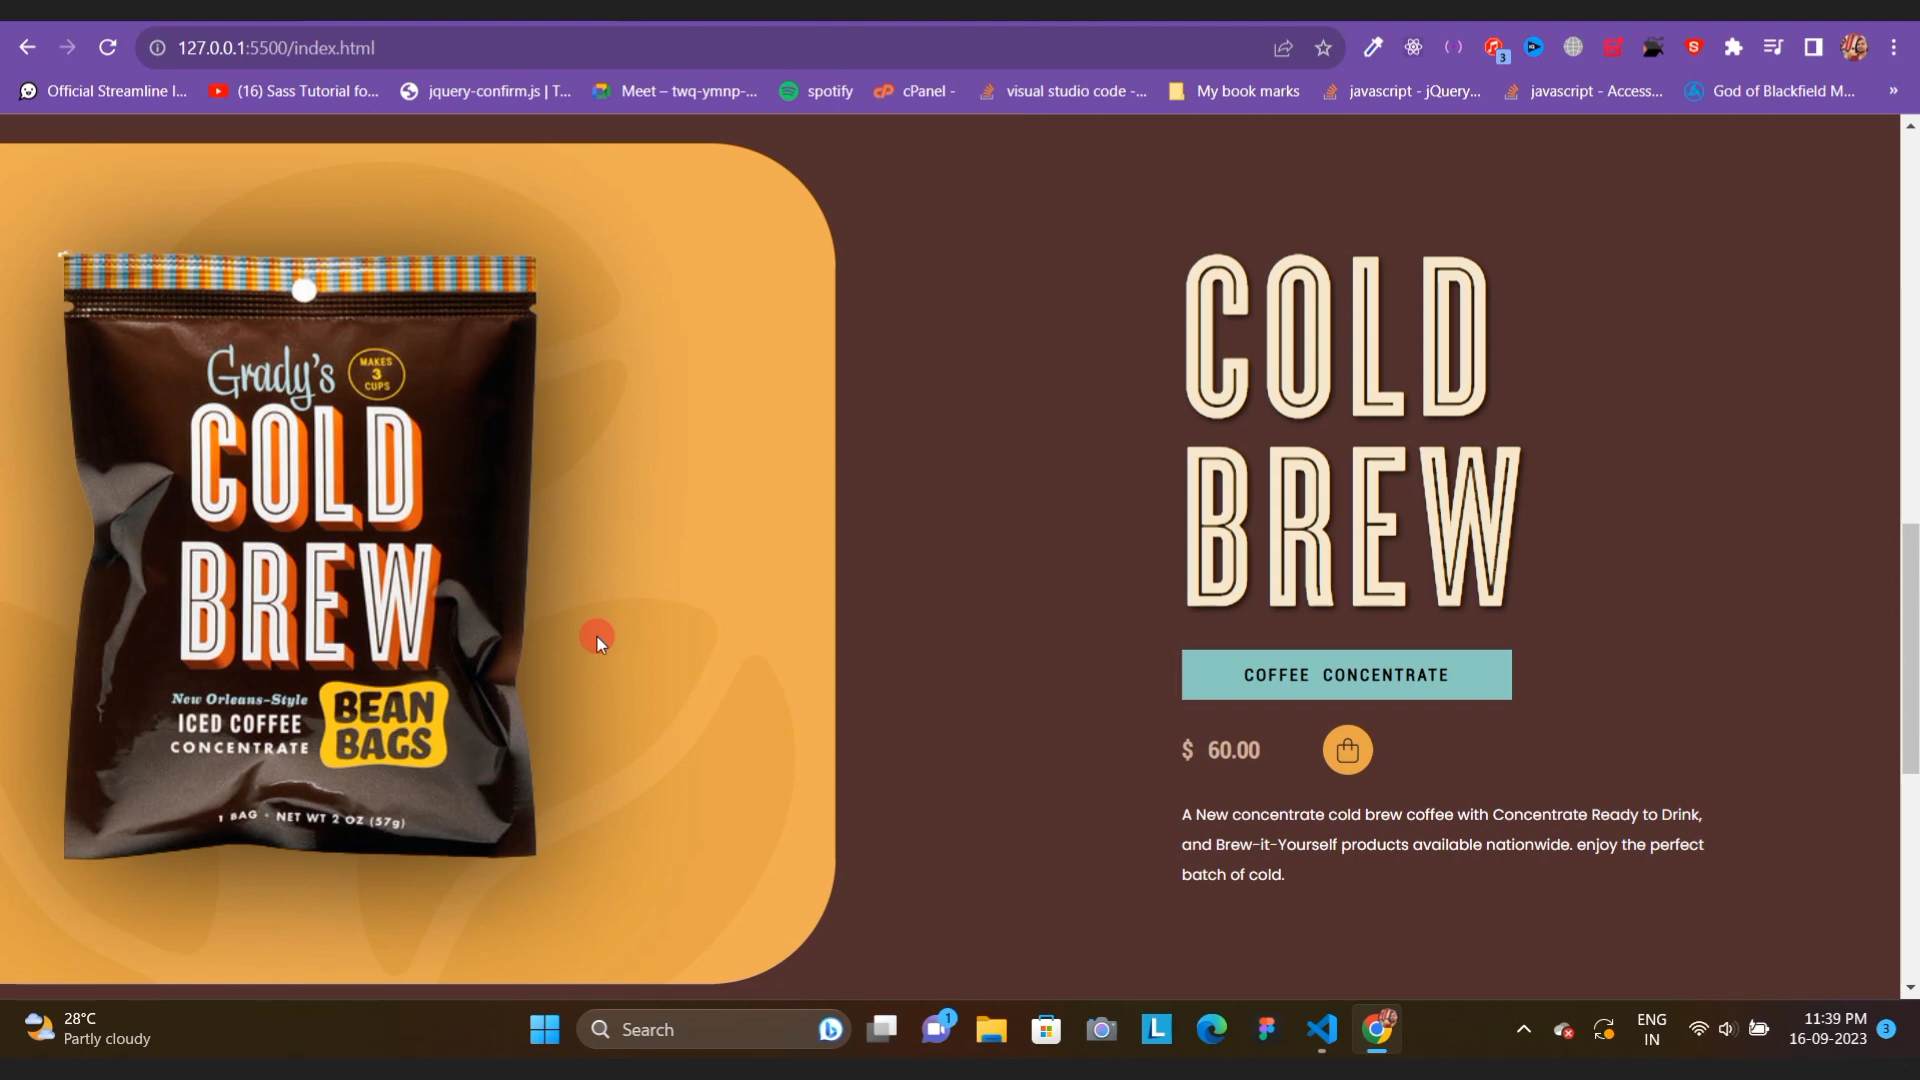 127.0.0.1:5500/index.html
3
Official Streamline I...
(16) Sass Tutorial fo...
jquery-confirm.js | T...
Meet – twq-ymnp-...
spotify
cPanel -
visual studio code -...
My book marks
javascript - jQuery...
javascript - Access...
God of Blackfield M...
»
Grady's
MAKES
3
CUPS
COLD
BREW
New Orleans-Style
ICED COFFEE
CONCENTRATE
BEAN
BAGS
1 BAG • NET WT 2 OZ (57g)
COLD
BREW
COFFEE CONCENTRATE
$ 60.00
A New concentrate cold brew coffee with Concentrate Ready to Drink,
and Brew-it-Yourself products available nationwide. enjoy the perfect
batch of cold.
28°C
Partly cloudy
Search
1
ENG
IN
11:39 PM
16-09-2023
3